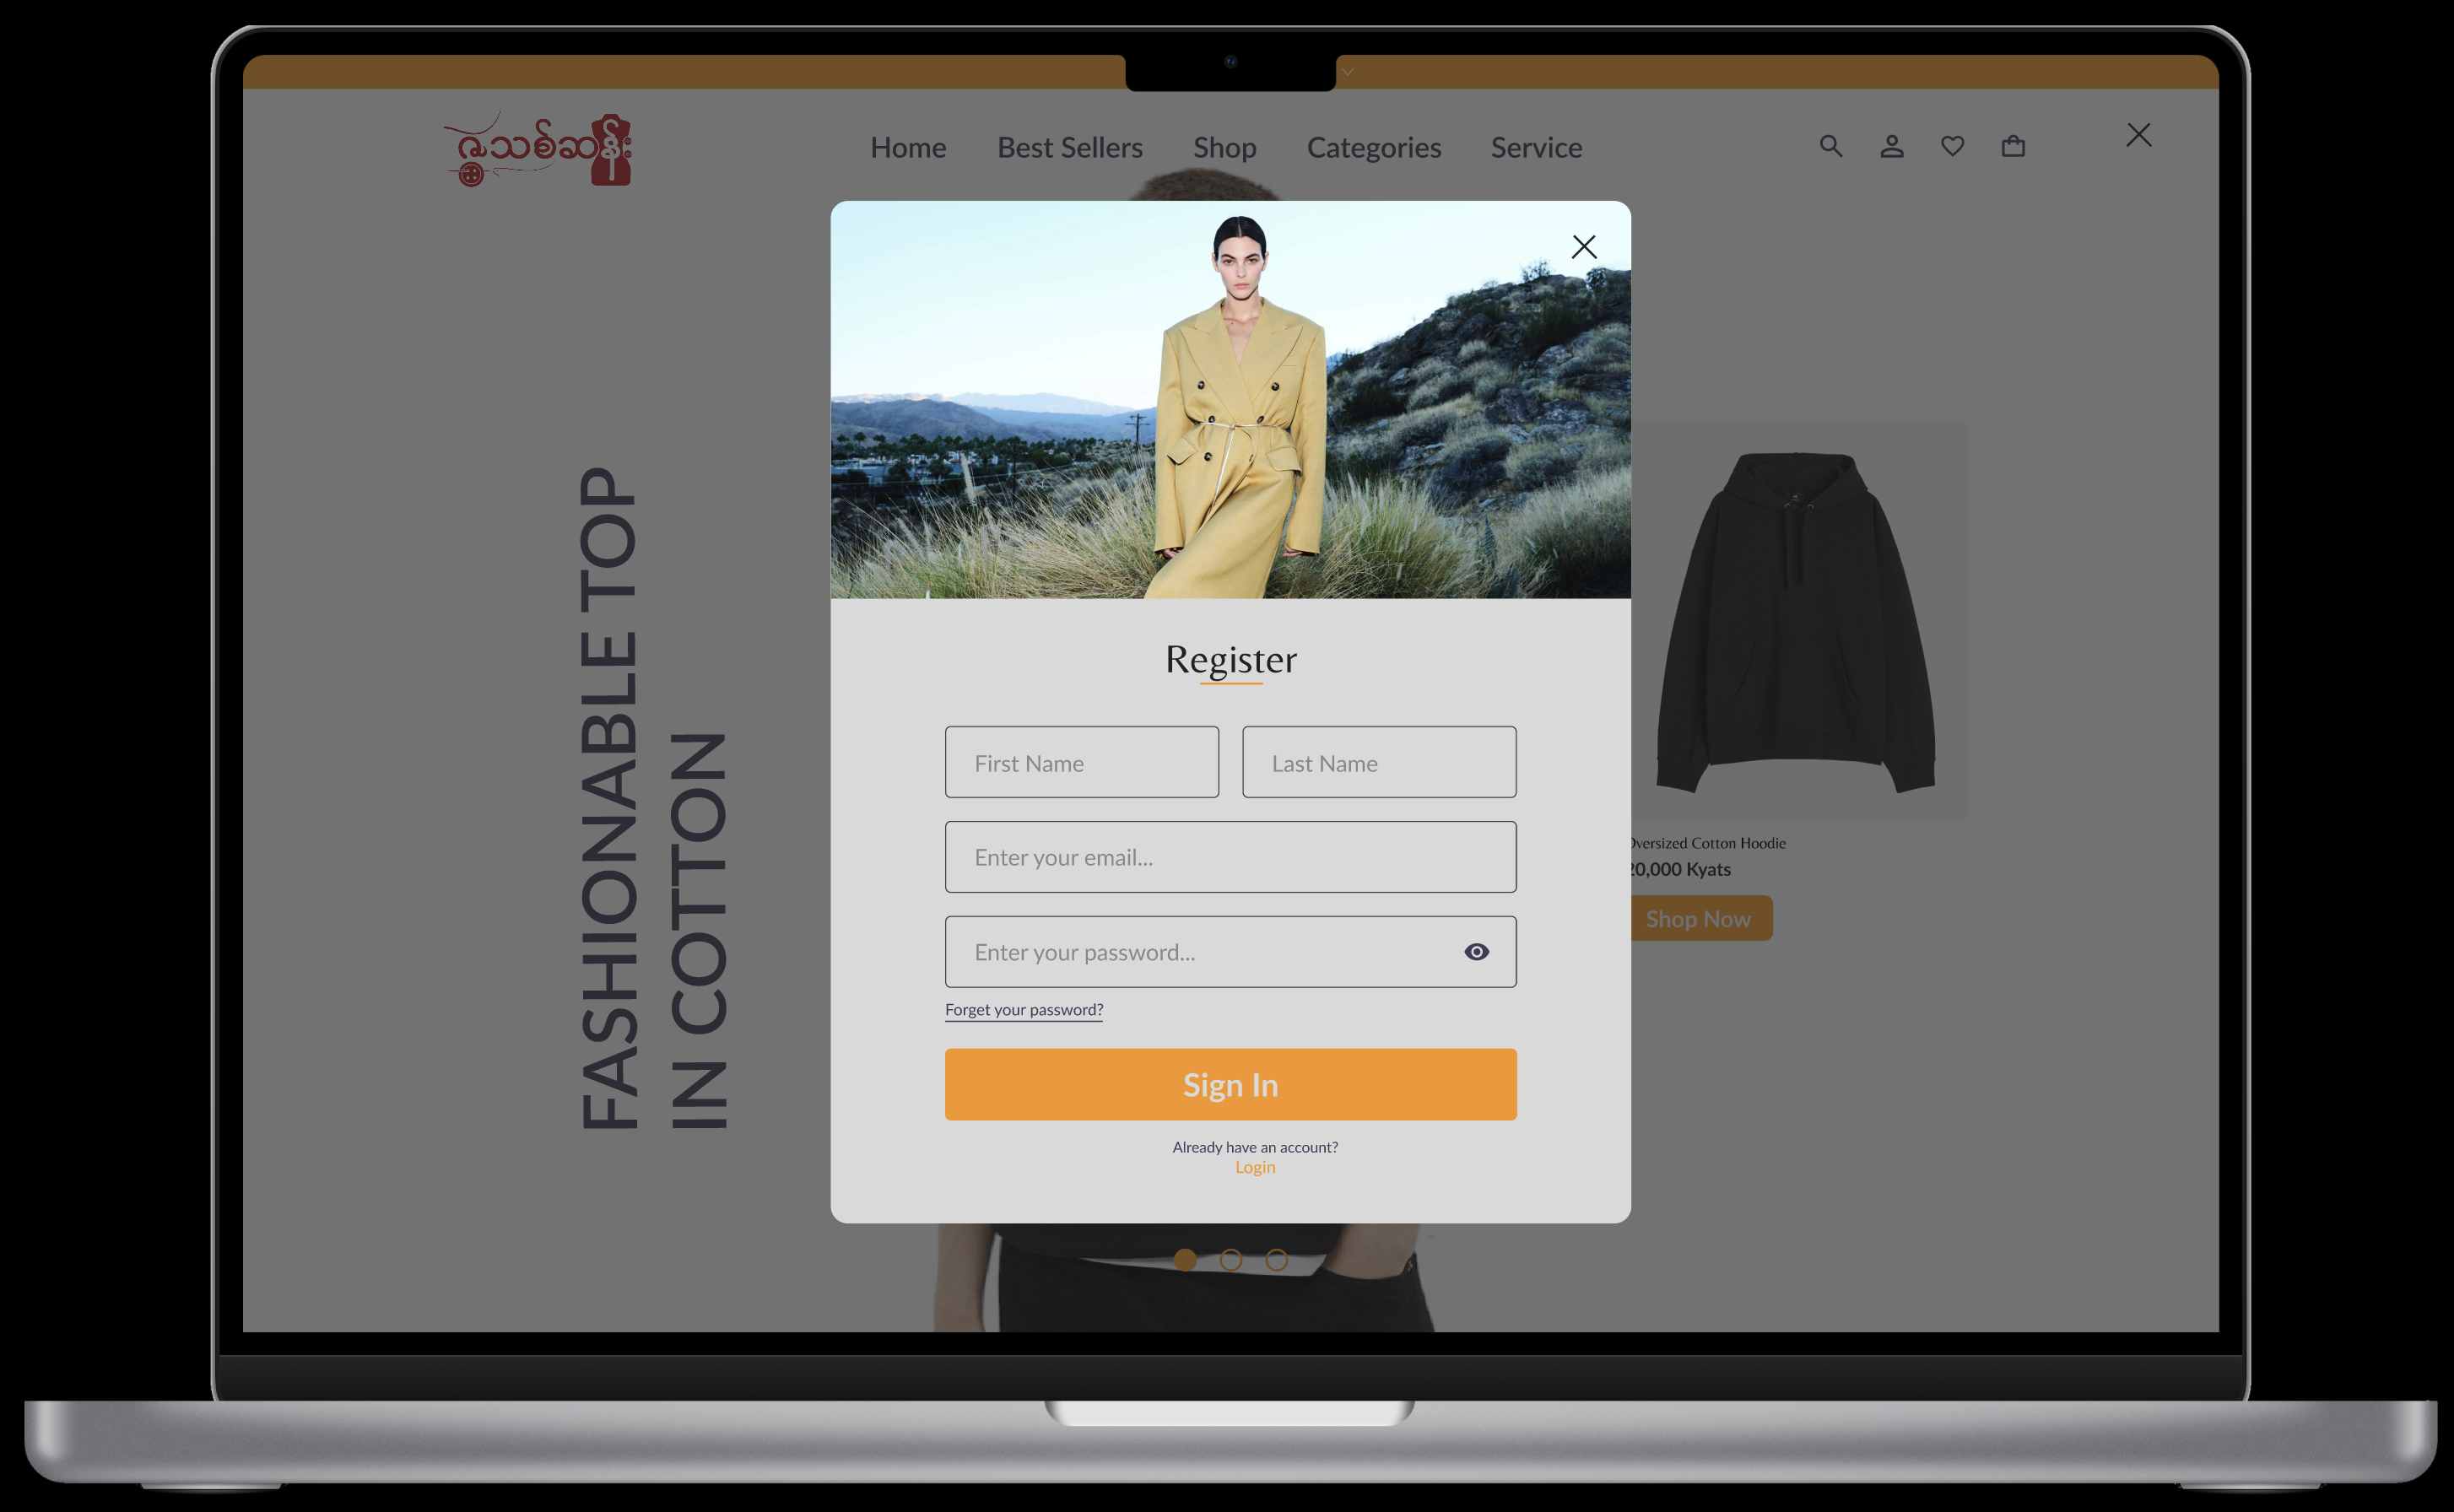 ဇွဲသစ်ဆန်း
Home Best Sellers Shop Categories Service
FASHIONABLE TOP
IN COTTON
Register
First Name Last Name
Enter your email...
Enter your password...
Forget your password?
Sign In
Already have an account?
Login
Oversized Cotton Hoodie
20,000 Kyats
Shop Now